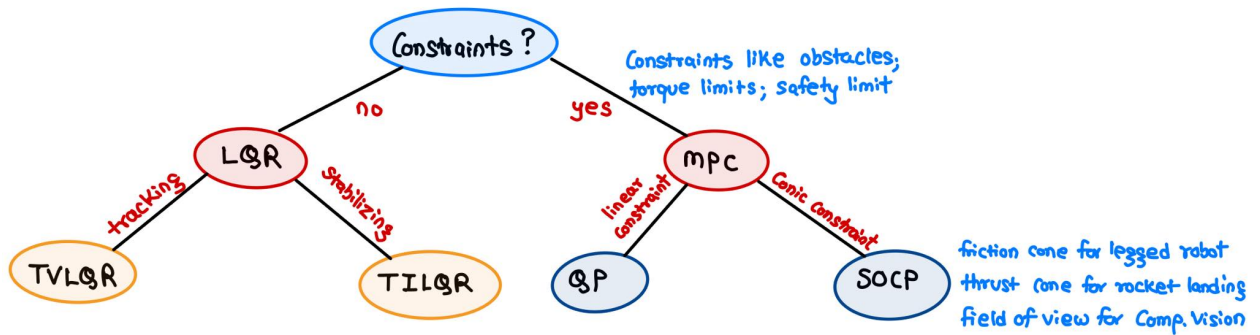 Constraints ?
Constraints like obstacles;
torque limits; safety limit
no
yes
LQR
MPC
tracking
Stabilizing
linear
constraint
Conic constraint
TVLQR
TILQR
QP
SOCP
friction cone for legged robot
thrust cone for rocket landing
field of view for Comp. Vision